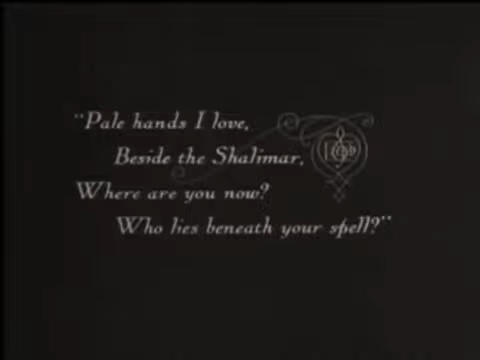 "Pale hands I love,
Beside the Shalimar,
Where are you now?
Who lies beneath your spell?"